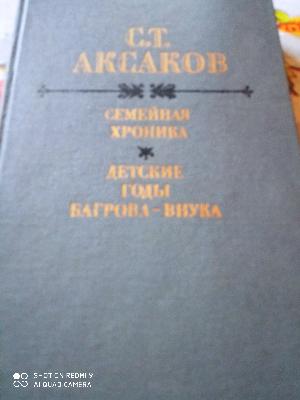 С.Т.
АКСАКОВ
СЕМЕЙНАЯ
ХРОНИКА
ДЕТСКИЕ
ГОДЫ
БАГРОВА-ВНУКА
SHOT ON REDMI 9
AI QUAD CAMERA